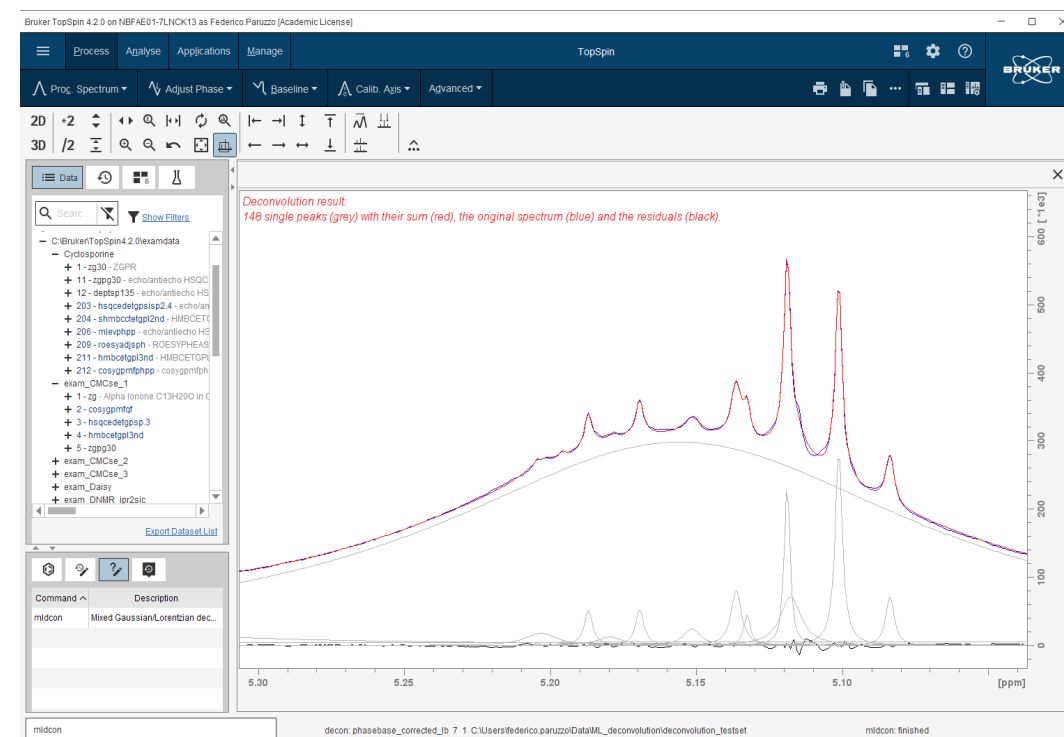 Bruker TopSpin 4.2.0 on NBFAE01-7LNCK13 as Federico.Paruzzo [Academic License]
Process Analyse Applications Manage
TopSpin
6
BRUKER
Proc. Spectrum Adjust Phase Baseline Calib. Axis Advanced
2D *2
3D /2
Data 6
Searc... Show Filters
C:\Bruker\TopSpin4.2.0\examdata
Cyclosporine
1 - zg30 - ZGPR
11 - zgpg30 - echo/antiecho HSQC
12 - deptsp135 - echo/antiecho HS
203 - hsqcedetgpsisp2.4 - echo/an
204 - shmbcctetgpl2nd - HMBCETG
206 - mlevphpp - echo/antiecho HS
209 - roesyadjsph - ROESYPHEAS
211 - hmbcetgpl3nd - HMBCETGPL
212 - cosygpmfphpp - cosygpmfph
exam_CMCse_1
1 - zg - Alpha Ionone C13H20O in C
2 - cosygpmfqf
3 - hsqcedetgpsp.3
4 - hmbcetgpl3nd
5 - zgpg30
exam_CMCse_2
exam_CMCse_3
exam_Daisy
exam_DNMR_ipr2sic
Export Dataset List
Command Description
mldcon Mixed Gaussian/Lorentzian dec...
mldcon
Deconvolution result:
148 single peaks (grey) with their sum (red), the original spectrum (blue) and the residuals (black).
[*1e3]
600
500
400
300
200
100
0
5.30 5.25 5.20 5.15 5.10 [ppm]
decon: phasebase_corrected_lb 7 1 C:\Users\federico.paruzzo\Data\ML_deconvolution\deconvolution_testset
mldcon: finished